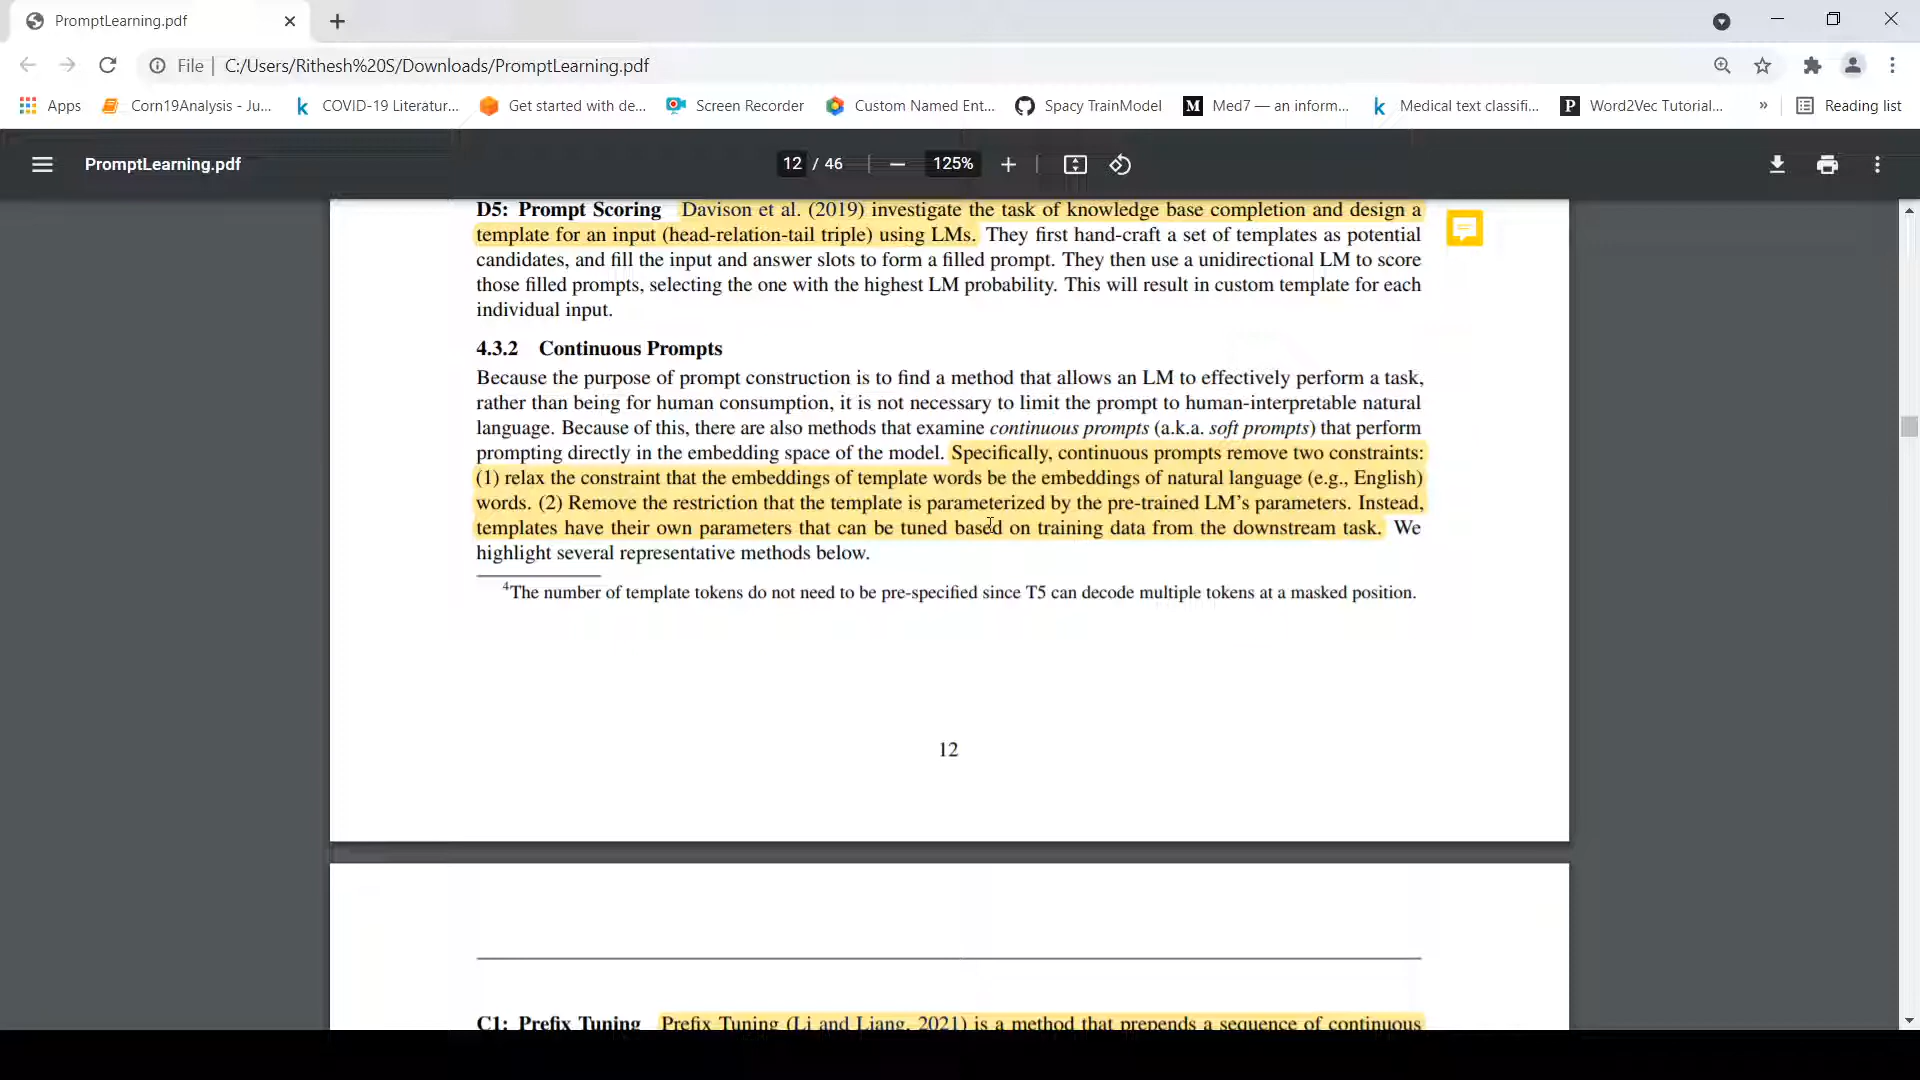 PromptLearning.pdf
File | C:/Users/Rithesh%20S/Downloads/PromptLearning.pdf
Apps Corn19Analysis - Ju... COVID-19 Literatur... Get started with de... Screen Recorder Custom Named Ent... Spacy TrainModel M Med7 — an inform... Medical text classifi... P Word2Vec Tutorial... » Reading list
PromptLearning.pdf 12 / 46 — 125% +
D5: Prompt Scoring Davison et al. (2019) investigate the task of knowledge base completion and design a
template for an input (head-relation-tail triple) using LMs. They first hand-craft a set of templates as potential
candidates, and fill the input and answer slots to form a filled prompt. They then use a unidirectional LM to score
those filled prompts, selecting the one with the highest LM probability. This will result in custom template for each
individual input.
4.3.2 Continuous Prompts
Because the purpose of prompt construction is to find a method that allows an LM to effectively perform a task,
rather than being for human consumption, it is not necessary to limit the prompt to human-interpretable natural
language. Because of this, there are also methods that examine continuous prompts (a.k.a. soft prompts) that perform
prompting directly in the embedding space of the model. Specifically, continuous prompts remove two constraints:
(1) relax the constraint that the embeddings of template words be the embeddings of natural language (e.g., English)
words. (2) Remove the restriction that the template is parameterized by the pre-trained LM's parameters. Instead,
templates have their own parameters that can be tuned based on training data from the downstream task. We
highlight several representative methods below.
4The number of template tokens do not need to be pre-specified since T5 can decode multiple tokens at a masked position.
12
C1: Prefix Tuning Prefix Tuning (Li and Liang, 2021) is a method that prepends a sequence of continuous